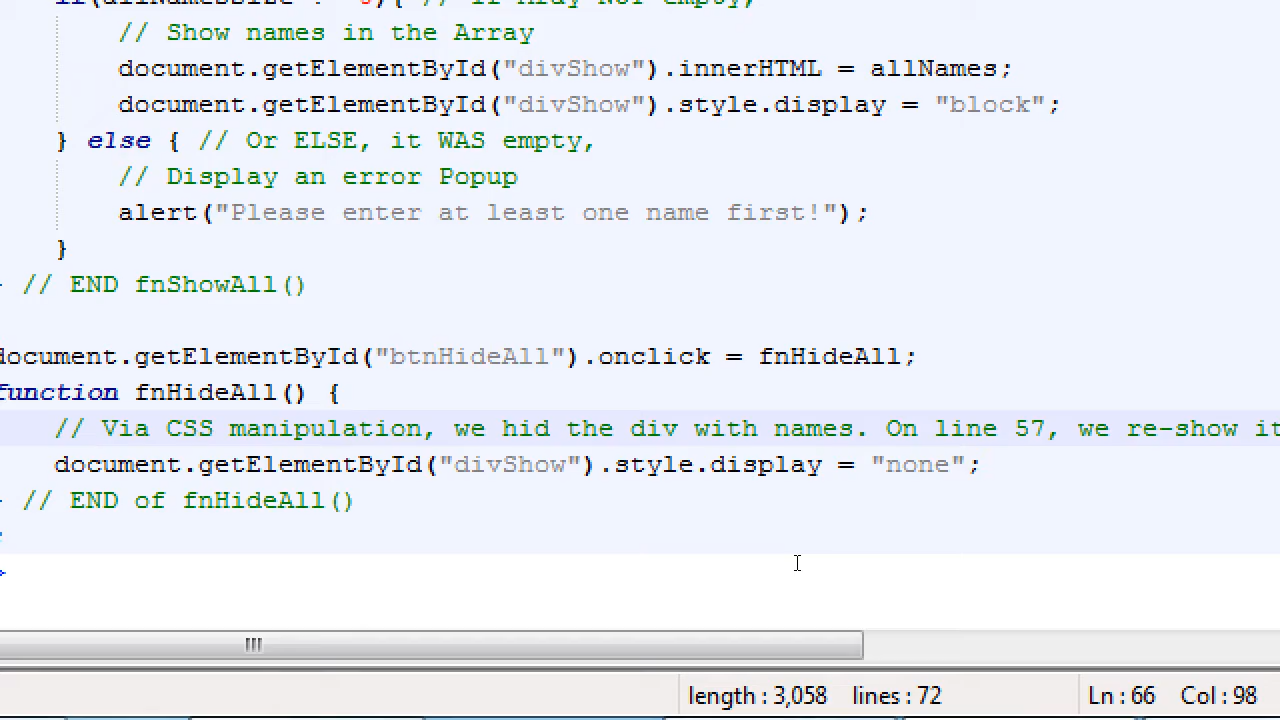 // Show names in the Array
document.getElementById("divShow").innerHTML = allNames;
document.getElementById("divShow").style.display = "block";
} else { // Or ELSE, it WAS empty,
// Display an error Popup
alert("Please enter at least one name first!");
}
// END fnShowAll()
document.getElementById("btnHideAll").onclick = fnHideAll;
function fnHideAll() {
// Via CSS manipulation, we hid the div with names. On line 57, we re-show it
document.getElementById("divShow").style.display = "none";
// END of fnHideAll()
length : 3,058 lines : 72 Ln : 66 Col : 98